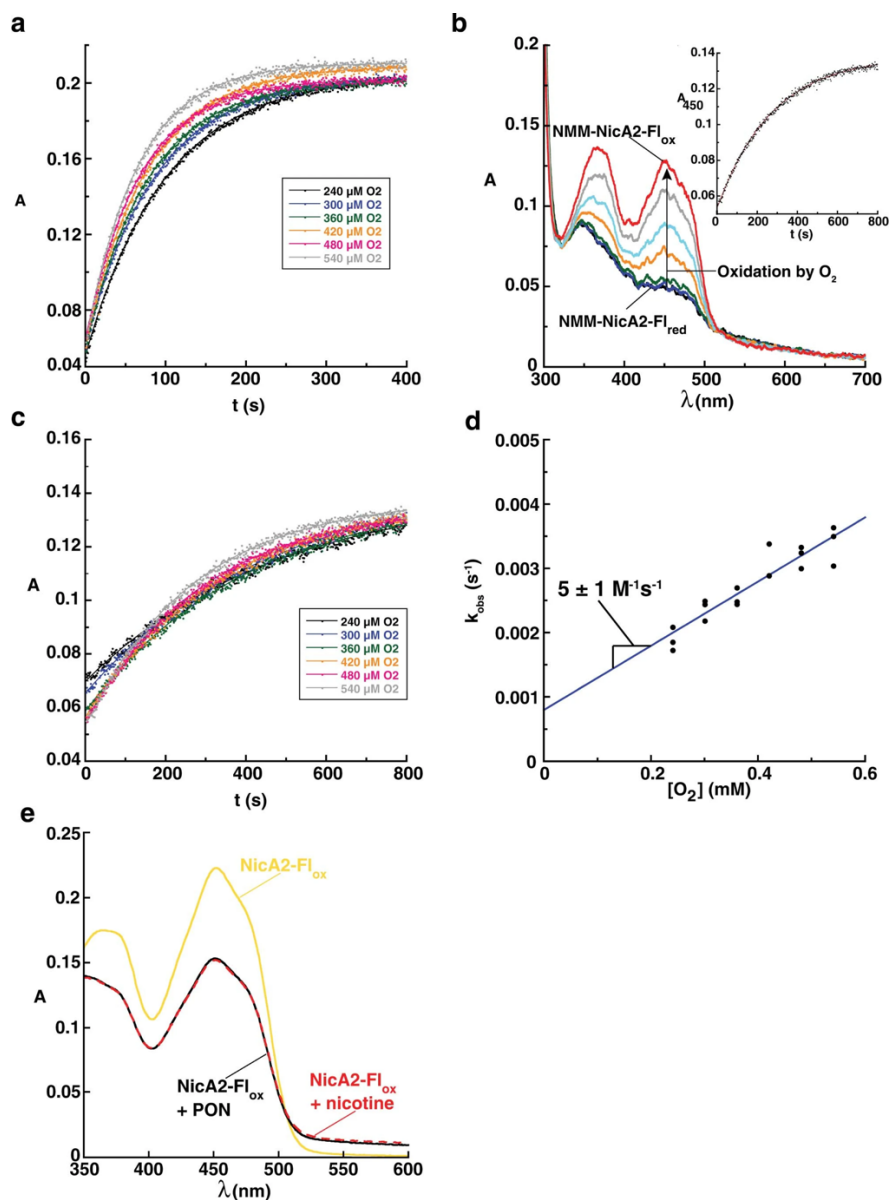 a
0.2
0.16
A
0.12
0.08
0.04
0 100 200 300 400
t (s)
240 µM O2
300 µM O2
360 µM O2
420 µM O2
480 µM O2
540 µM O2
b
0.2
0.15
A
0.1
0.05
0
300 400 500 600 700
λ(nm)
NMM-NicA2-Fl_ox
NMM-NicA2-Fl_red
Oxidation by O₂
0.14
0.12
A₄₅₀
0.1
0.08
0.06
0 200 400 600 800
t (s)
c
0.16
0.14
0.12
A
0.1
0.08
0.06
0.04
0 200 400 600 800
t (s)
240 µM O2
300 µM O2
360 µM O2
420 µM O2
480 µM O2
540 µM O2
d
0.005
0.004
0.003
k_obs (s⁻¹)
0.002
0.001
0
0 0.2 0.4 0.6
[O₂] (mM)
5 ± 1 M⁻¹s⁻¹
e
0.25
0.2
0.15
A
0.1
0.05
0
350 400 450 500 550 600
λ(nm)
NicA2-Fl_ox
NicA2-Fl_ox
+ PON
NicA2-Fl_ox
+ nicotine